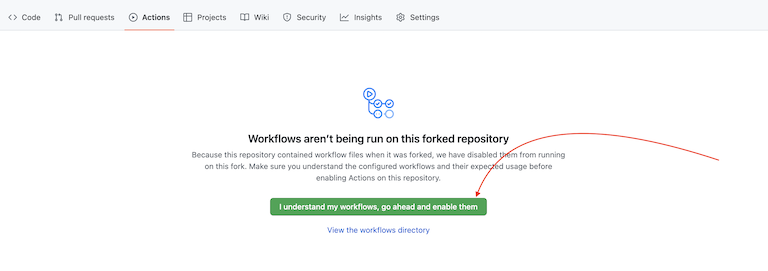 Code Pull requests Actions Projects Wiki Security Insights Settings
Workflows aren't being run on this forked repository
Because this repository contained workflow files when it was forked, we have disabled them from running
on this fork. Make sure you understand the configured workflows and their expected usage before
enabling Actions on this repository.
I understand my workflows, go ahead and enable them
View the workflows directory